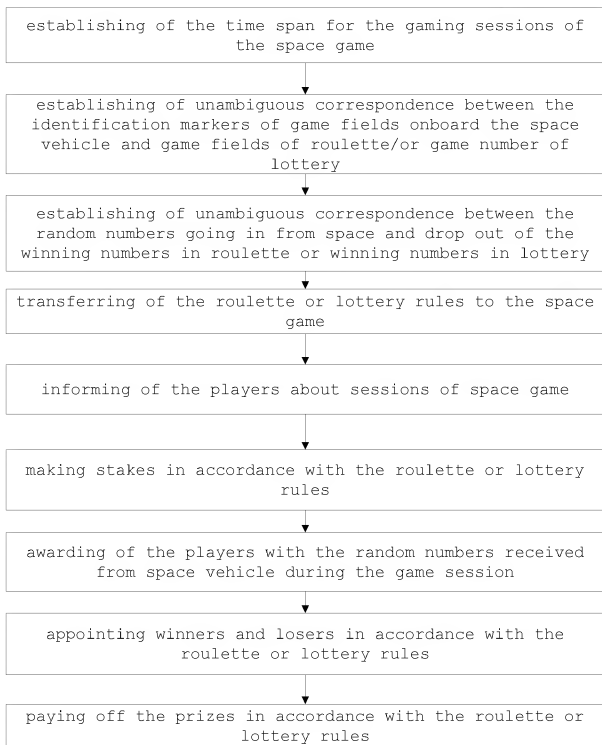 establishing of the time span for the gaming sessions of
the space game
establishing of unambiguous correspondence between the
identification markers of game fields onboard the space
vehicle and game fields of roulette/or game number of
lottery
establishing of unambiguous correspondence between the
random numbers going in from space and drop out of the
winning numbers in roulette or winning numbers in lottery
transferring of the roulette or lottery rules to the space
game
informing of the players about sessions of space game
making stakes in accordance with the roulette or lottery
rules
awarding of the players with the random numbers received
from space vehicle during the game session
appointing winners and losers in accordance with the
roulette or lottery rules
paying off the prizes in accordance with the roulette or
lottery rules